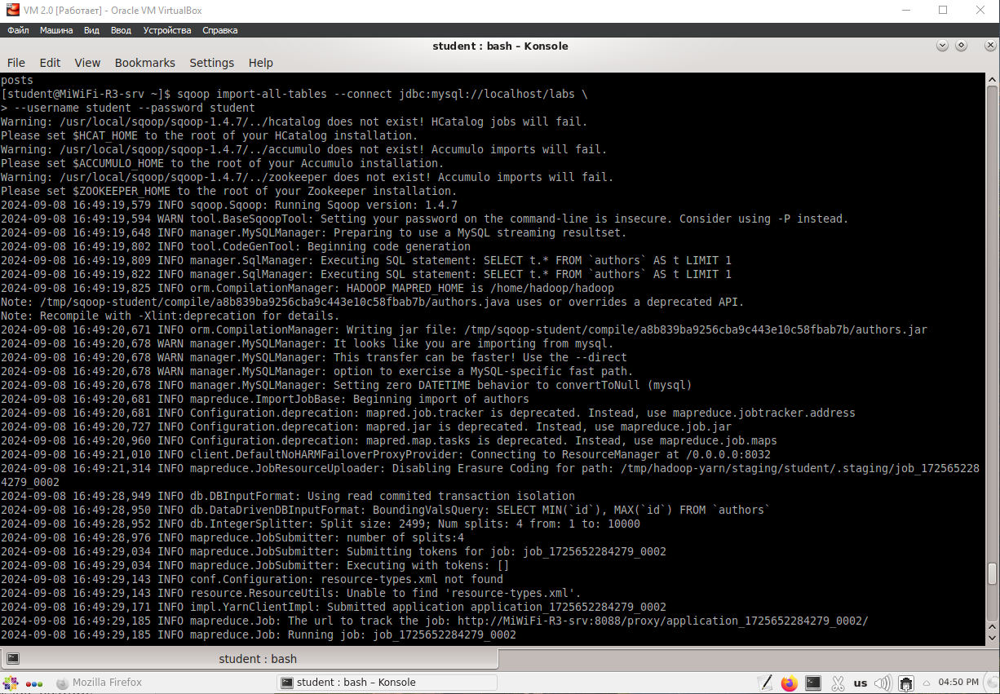 VM 2.0 [Работает] - Oracle VM VirtualBox
Файл Машина Вид Ввод Устройства Справка
student : bash – Konsole
File Edit View Bookmarks Settings Help
posts
[student@MiWiFi-R3-srv ~]$ sqoop import-all-tables --connect jdbc:mysql://localhost/labs \
> --username student --password student
Warning: /usr/local/sqoop/sqoop-1.4.7/../hcatalog does not exist! HCatalog jobs will fail.
Please set $HCAT_HOME to the root of your HCatalog installation.
Warning: /usr/local/sqoop/sqoop-1.4.7/../accumulo does not exist! Accumulo imports will fail.
Please set $ACCUMULO_HOME to the root of your Accumulo installation.
Warning: /usr/local/sqoop/sqoop-1.4.7/../zookeeper does not exist! Accumulo imports will fail.
Please set $ZOOKEEPER_HOME to the root of your Zookeeper installation.
2024-09-08 16:49:19,579 INFO sqoop.Sqoop: Running Sqoop version: 1.4.7
2024-09-08 16:49:19,594 WARN tool.BaseSqoopTool: Setting your password on the command-line is insecure. Consider using -P instead.
2024-09-08 16:49:19,648 INFO manager.MySQLManager: Preparing to use a MySQL streaming resultset.
2024-09-08 16:49:19,802 INFO tool.CodeGenTool: Beginning code generation
2024-09-08 16:49:19,809 INFO manager.SqlManager: Executing SQL statement: SELECT t.* FROM `authors` AS t LIMIT 1
2024-09-08 16:49:19,822 INFO manager.SqlManager: Executing SQL statement: SELECT t.* FROM `authors` AS t LIMIT 1
2024-09-08 16:49:19,825 INFO orm.CompilationManager: HADOOP_MAPRED_HOME is /home/hadoop/hadoop
Note: /tmp/sqoop-student/compile/a8b839ba9256cba9c443e10c58fbab7b/authors.java uses or overrides a deprecated API.
Note: Recompile with -Xlint:deprecation for details.
2024-09-08 16:49:20,671 INFO orm.CompilationManager: Writing jar file: /tmp/sqoop-student/compile/a8b839ba9256cba9c443e10c58fbab7b/authors.jar
2024-09-08 16:49:20,678 WARN manager.MySQLManager: It looks like you are importing from mysql.
2024-09-08 16:49:20,678 WARN manager.MySQLManager: This transfer can be faster! Use the --direct
2024-09-08 16:49:20,678 WARN manager.MySQLManager: option to exercise a MySQL-specific fast path.
2024-09-08 16:49:20,678 INFO manager.MySQLManager: Setting zero DATETIME behavior to convertToNull (mysql)
2024-09-08 16:49:20,681 INFO mapreduce.ImportJobBase: Beginning import of authors
2024-09-08 16:49:20,681 INFO Configuration.deprecation: mapred.job.tracker is deprecated. Instead, use mapreduce.jobtracker.address
2024-09-08 16:49:20,727 INFO Configuration.deprecation: mapred.jar is deprecated. Instead, use mapreduce.job.jar
2024-09-08 16:49:20,960 INFO Configuration.deprecation: mapred.map.tasks is deprecated. Instead, use mapreduce.job.maps
2024-09-08 16:49:21,010 INFO client.DefaultNoHARMFailoverProxyProvider: Connecting to ResourceManager at /0.0.0.0:8032
2024-09-08 16:49:21,314 INFO mapreduce.JobResourceUploader: Disabling Erasure Coding for path: /tmp/hadoop-yarn/staging/student/.staging/job_172565228
4279_0002
2024-09-08 16:49:28,949 INFO db.DBInputFormat: Using read commited transaction isolation
2024-09-08 16:49:28,950 INFO db.DataDrivenDBInputFormat: BoundingValsQuery: SELECT MIN(`id`), MAX(`id`) FROM `authors`
2024-09-08 16:49:28,952 INFO db.IntegerSplitter: Split size: 2499; Num splits: 4 from: 1 to: 10000
2024-09-08 16:49:28,976 INFO mapreduce.JobSubmitter: number of splits:4
2024-09-08 16:49:29,034 INFO mapreduce.JobSubmitter: Submitting tokens for job: job_1725652284279_0002
2024-09-08 16:49:29,034 INFO mapreduce.JobSubmitter: Executing with tokens: []
2024-09-08 16:49:29,143 INFO conf.Configuration: resource-types.xml not found
2024-09-08 16:49:29,143 INFO resource.ResourceUtils: Unable to find 'resource-types.xml'.
2024-09-08 16:49:29,171 INFO impl.YarnClientImpl: Submitted application application_1725652284279_0002
2024-09-08 16:49:29,185 INFO mapreduce.Job: The url to track the job: http://MiWiFi-R3-srv:8088/proxy/application_1725652284279_0002/
2024-09-08 16:49:29,185 INFO mapreduce.Job: Running job: job_1725652284279_0002
student : bash
Mozilla Firefox student : bash – Konsole us 04:50 PM